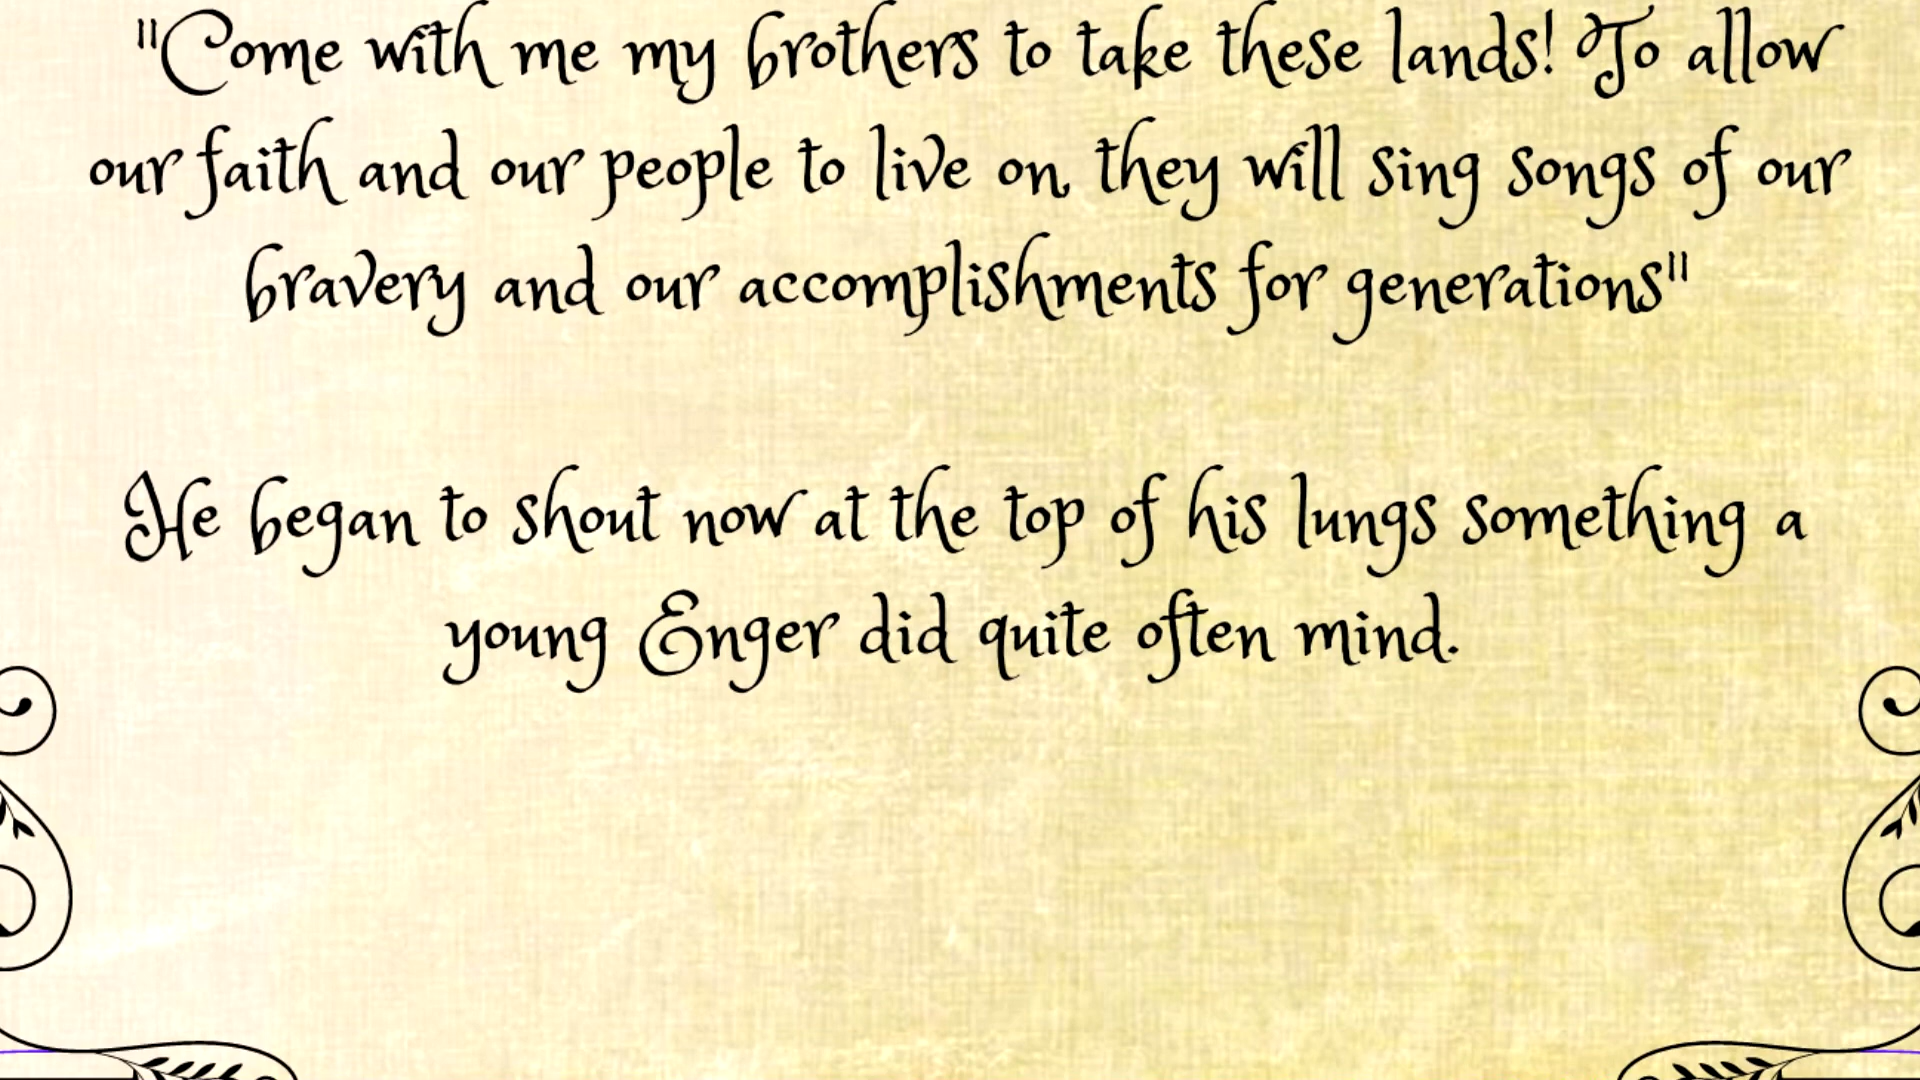 "Come with me my brothers to take these lands! To allow
our faith and our people to live on, they will sing songs of our
bravery and our accomplishments for generations"
He began to shout now at the top of his lungs something a
young Enger did quite often mind.